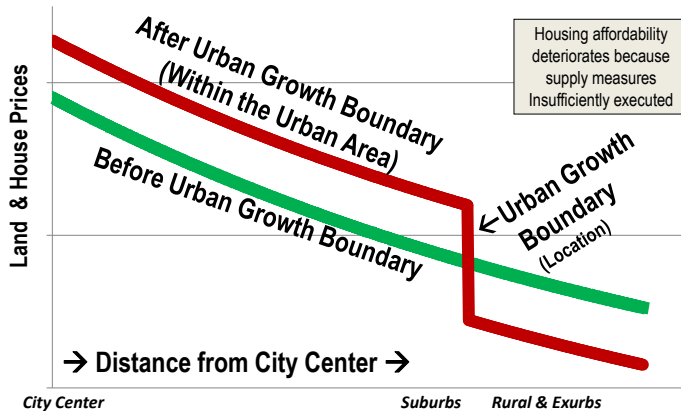 Housing affordability
deteriorates because
supply measures
Insufficiently executed
After Urban Growth Boundary
(Within the Urban Area)
Before Urban Growth Boundary
←Urban Growth
Boundary
(Location)
Land & House Prices
→ Distance from City Center →
City Center
Suburbs
Rural & Exurbs